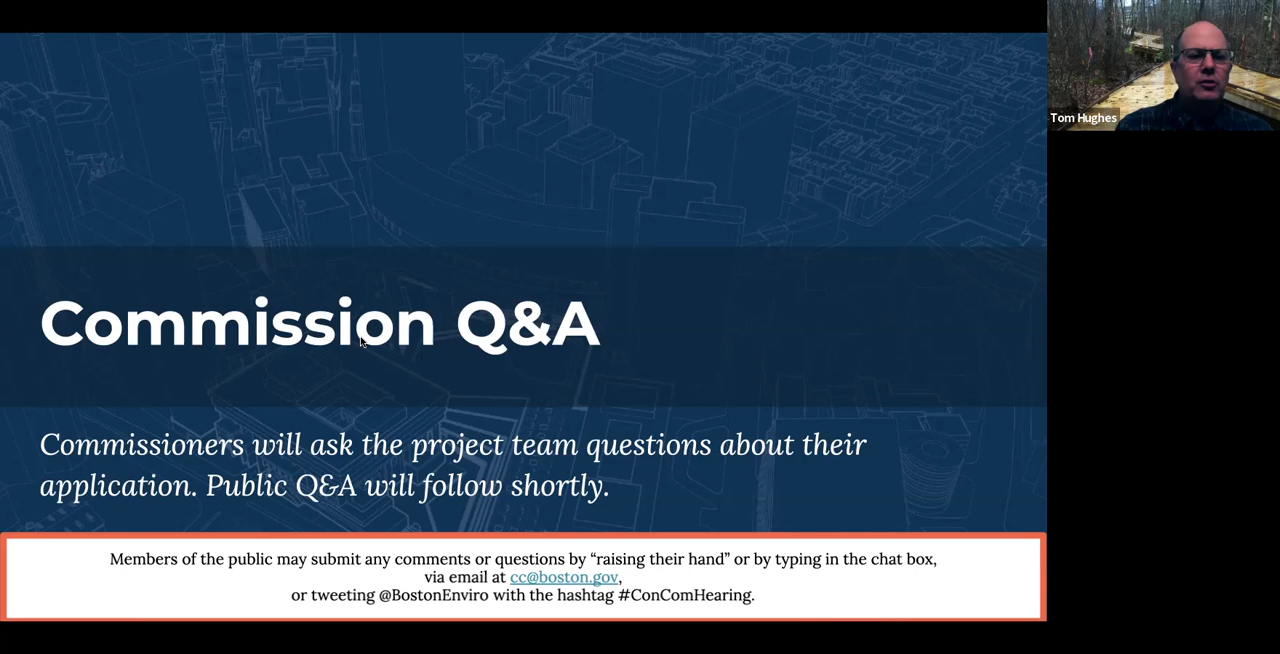 Commission Q&A
Commissioners will ask the project team questions about their
application. Public Q&A will follow shortly.
Members of the public may submit any comments or questions by “raising their hand” or by typing in the chat box,
via email at cc@boston.gov,
or tweeting @BostonEnviro with the hashtag #ConComHearing.
Tom Hughes